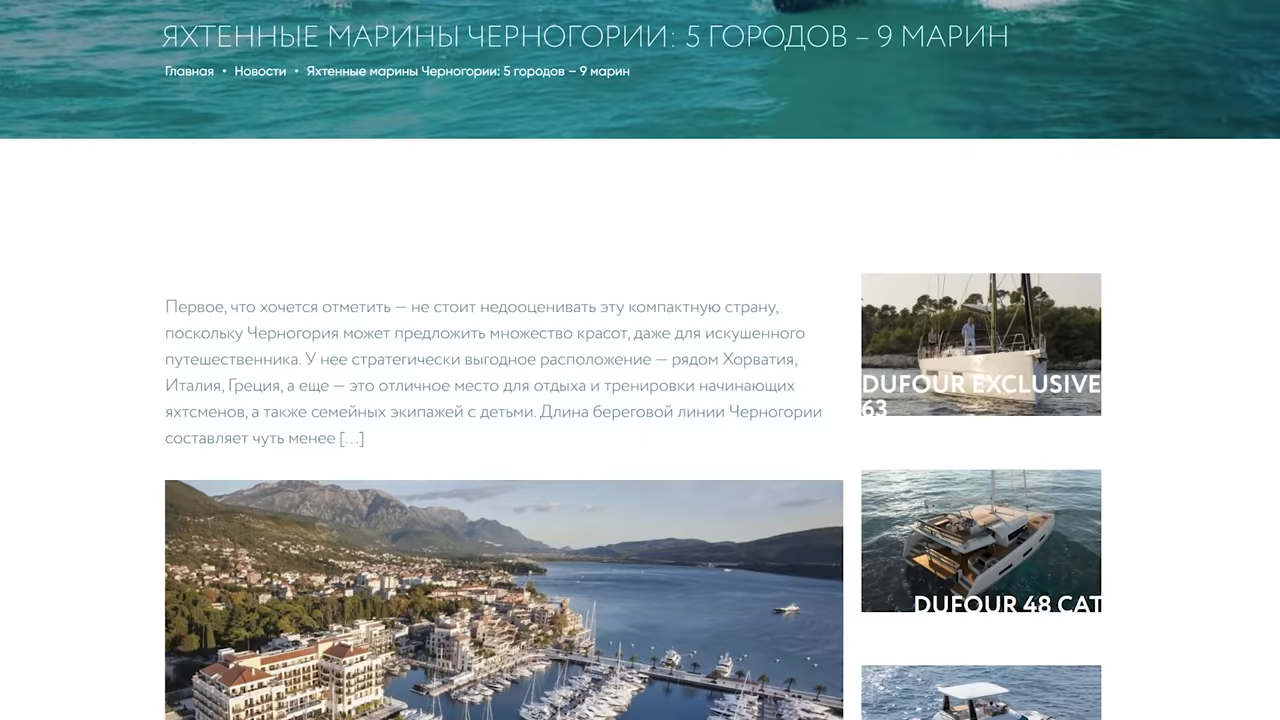 ЯХТЕННЫЕ МАРИНЫ ЧЕРНОГОРИИ: 5 ГОРОДОВ – 9 МАРИН
Главная • Новости • Яхтенные марины Черногории: 5 городов – 9 марин
Первое, что хочется отметить — не стоит недооценивать эту компактную страну,
поскольку Черногория может предложить множество красот, даже для искушенного
путешественника. У нее стратегически выгодное расположение — рядом Хорватия,
Италия, Греция, а еще — это отличное место для отдыха и тренировки начинающих
яхтсменов, а также семейных экипажей с детьми. Длина береговой линии Черногории
составляет чуть менее […]
DUFOUR EXCLUSIVE
63
DUFOUR 48 CAT